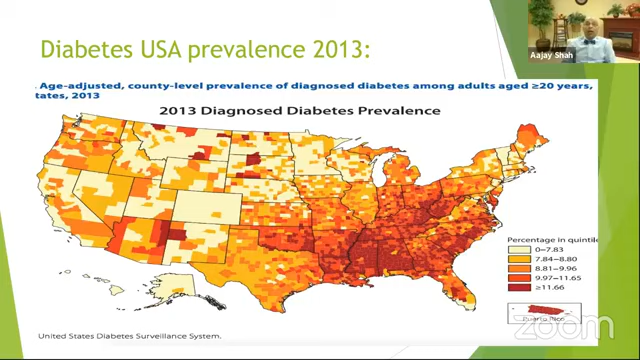 Diabetes USA prevalence 2013:
Aajay Shah
. Age-adjusted, county-level prevalence of diagnosed diabetes among adults aged ≥20 years,
tates, 2013
2013 Diagnosed Diabetes Prevalence
Percentage in quintile
0–7.83
7.84–8.80
8.81–9.96
9.97–11.65
≥11.66
Puerto Rico
zoom
United States Diabetes Surveillance System.